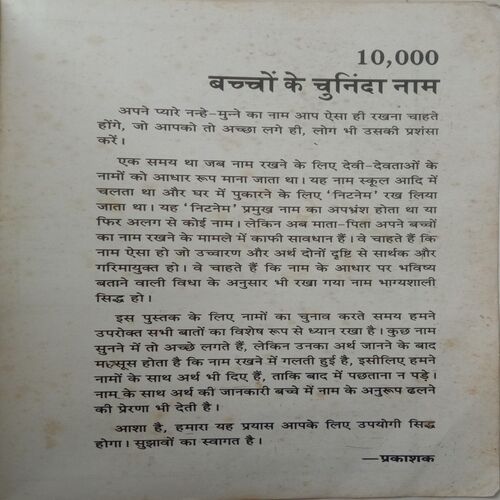 10,000
बच्चों के चुनिंदा नाम
अपने प्यारे नन्हे-मुन्ने का नाम आप ऐसा ही रखना चाहते
होंगे, जो आपको तो अच्छा लगे ही, लोग भी उसकी प्रशंसा
करें।
एक समय था जब नाम रखने के लिए देवी-देवताओं के
नामों को आधार रूप माना जाता था। यह नाम स्कूल आदि में
चलता था और घर में पुकारने के लिए 'निटनेम' रख लिया
जाता था। यह 'निटनेम' प्रमुख नाम का अपभ्रंश होता था या
फिर अलग से कोई नाम। लेकिन अब माता-पिता अपने बच्चों
का नाम रखने के मामले में काफी सावधान हैं। वे चाहते हैं कि
नाम ऐसा हो जो उच्चारण और अर्थ दोनों दृष्टि से सार्थक और
गरिमायुक्त हो। वे चाहते हैं कि नाम के आधार पर भविष्य
बताने वाली विधा के अनुसार भी रखा गया नाम भाग्यशाली
सिद्ध हो।
इस पुस्तक के लिए नामों का चुनाव करते समय हमने
उपरोक्त सभी बातों का विशेष रूप से ध्यान रखा है। कुछ नाम
सुनने में तो अच्छे लगते हैं, लेकिन उनका अर्थ जानने के बाद
महसूस होता है कि नाम रखने में गलती हुई है, इसीलिए हमने
नामों के साथ अर्थ भी दिए हैं, ताकि बाद में पछताना न पड़े।
नाम के साथ अर्थ की जानकारी बच्चे में नाम के अनुरूप ढलने
की प्रेरणा भी देती है।
आशा है, हमारा यह प्रयास आपके लिए उपयोगी सिद्ध
होगा। सुझावों का स्वागत है।
—प्रकाशक